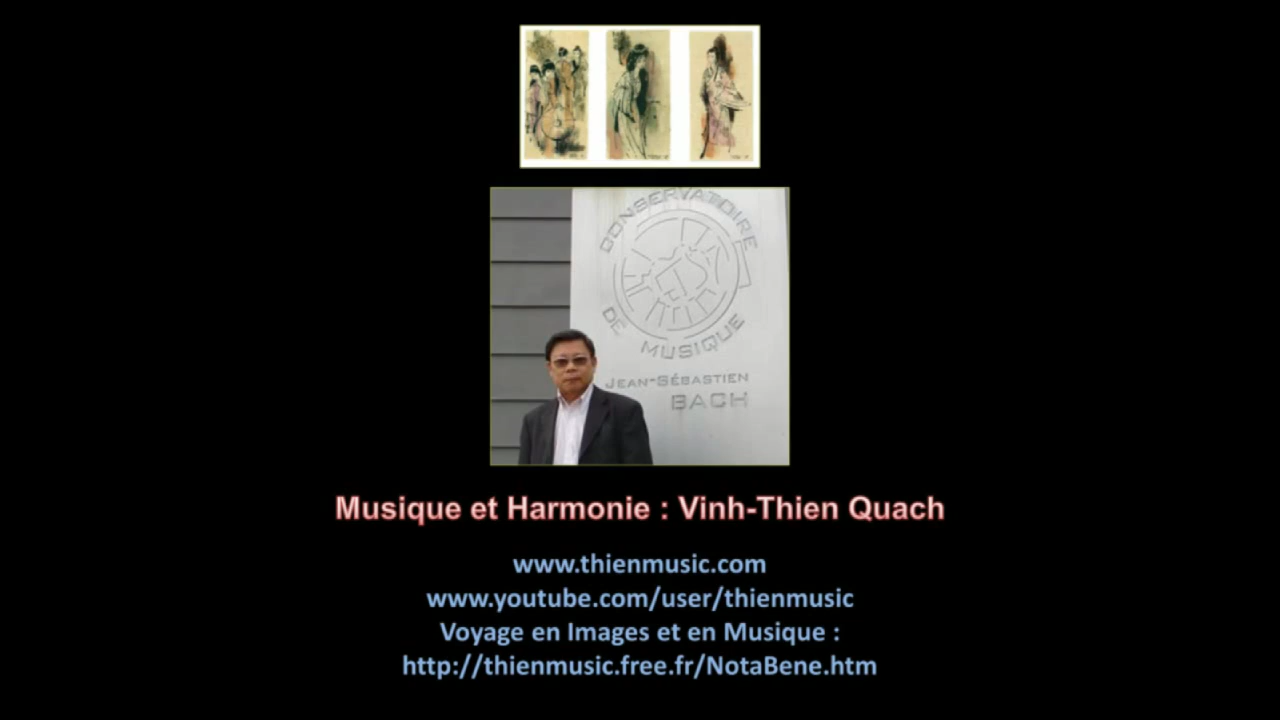 CONSERVATOIRE
DE MUSIQUE
JEAN-SÉBASTIEN
BACH
Musique et Harmonie : Vinh-Thien Quach
www.thienmusic.com
www.youtube.com/user/thienmusic
Voyage en Images et en Musique :
http://thienmusic.free.fr/NotaBene.htm